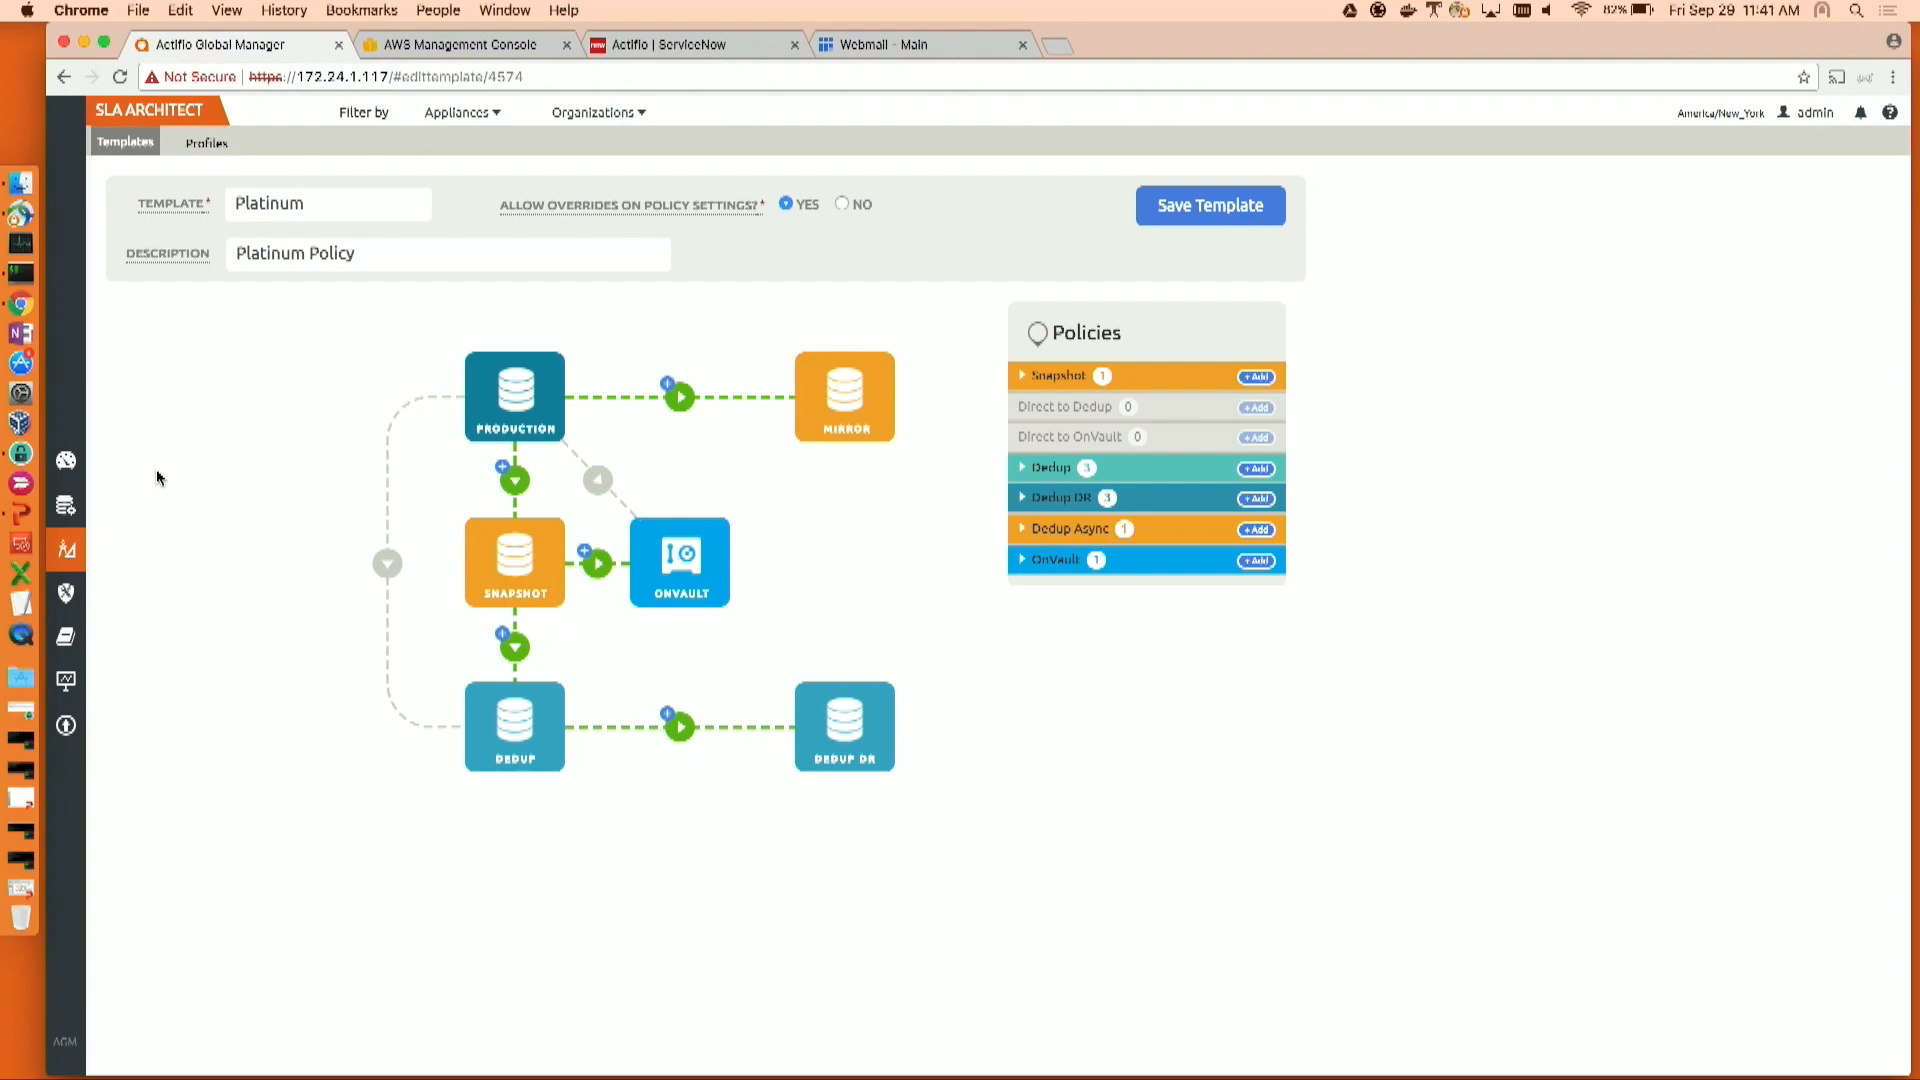 Chrome File Edit View History Bookmarks People Window Help 82% Fri Sep 29 11:41 AM
Actifio Global Manager AWS Management Console Actifio | ServiceNow Webmail - Main
Not Secure https://172.24.1.117/#edittemplate/4574
SLA ARCHITECT Filter by Appliances Organizations America/New_York admin
Templates Profiles
TEMPLATE* Platinum ALLOW OVERRIDES ON POLICY SETTINGS?* YES NO Save Template
DESCRIPTION Platinum Policy
Policies
Snapshot 1 +Add
Direct to Dedup 0 +Add
Direct to OnVault 0 +Add
Dedup 3 +Add
Dedup DR 3 +Add
Dedup Async 1 +Add
OnVault 1 +Add
PRODUCTION MIRROR
SNAPSHOT ONVAULT
DEDUP DEDUP DR
AGM